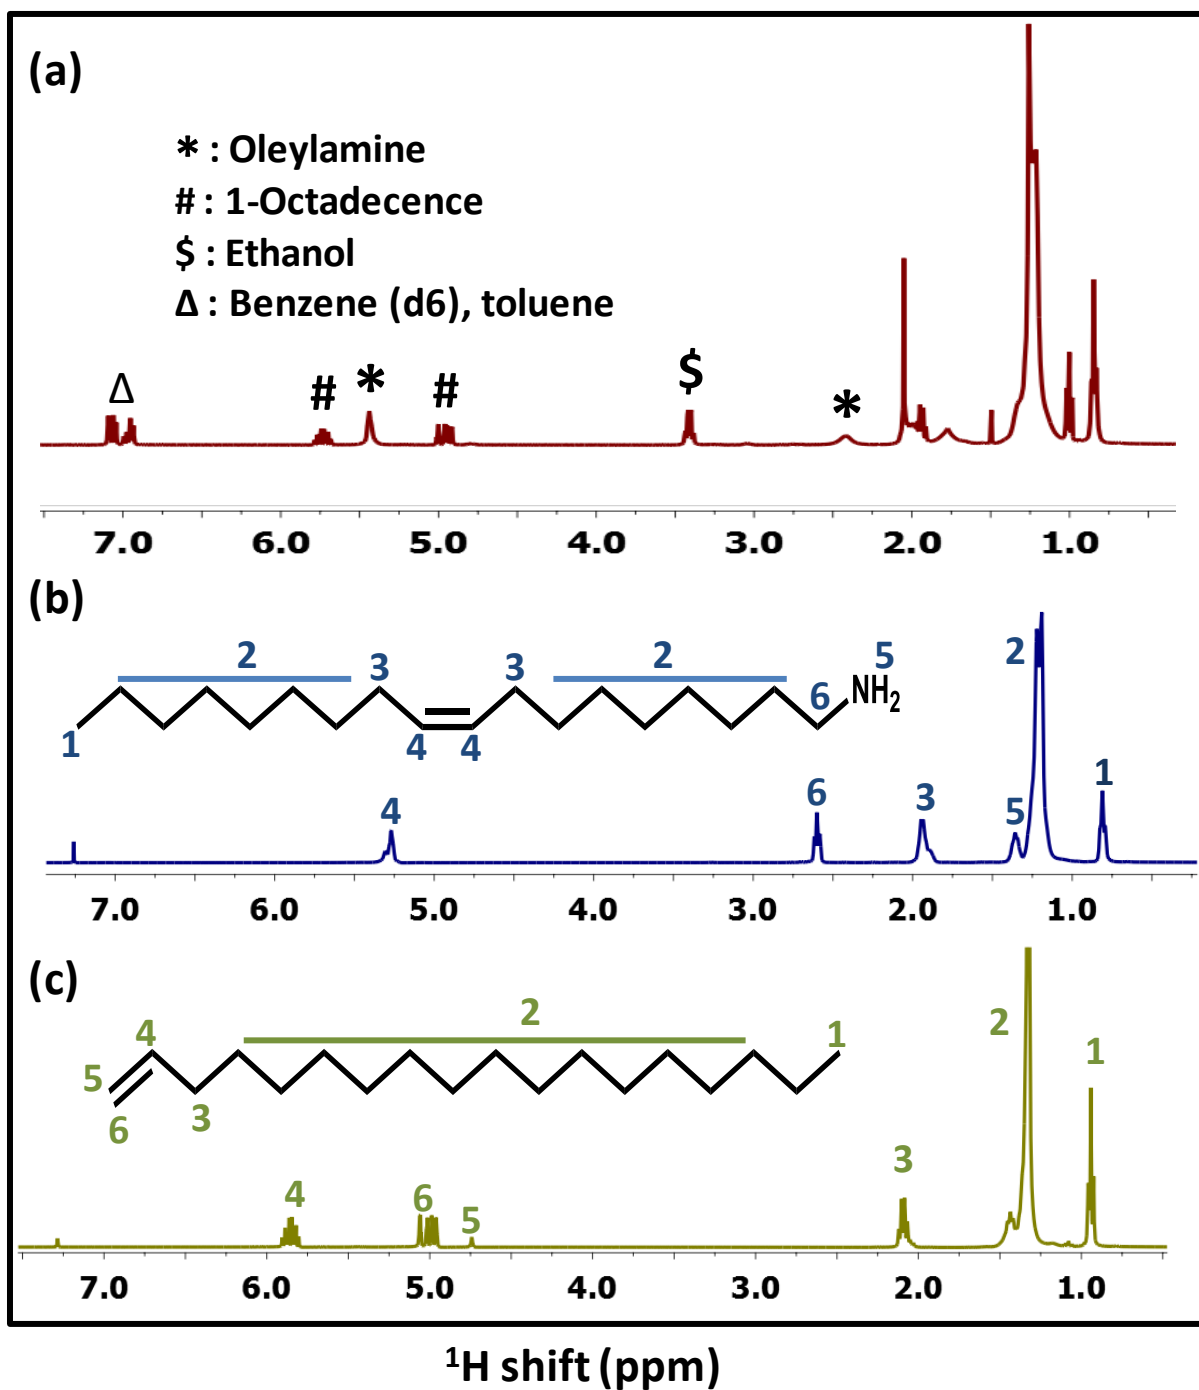 (a)
* : Oleylamine
# : 1-Octadecence
$ : Ethanol
Δ : Benzene (d6), toluene
Δ # * # $ *
7.0 6.0 5.0 4.0 3.0 2.0 1.0
(b)
2 3 3 2 5 2
NH2
6
1 4 4
4 6 3 5 1
7.0 6.0 5.0 4.0 3.0 2.0 1.0
(c)
4 2 1 2 1
5
6 3
4 6 5 3
7.0 6.0 5.0 4.0 3.0 2.0 1.0
1H shift (ppm)